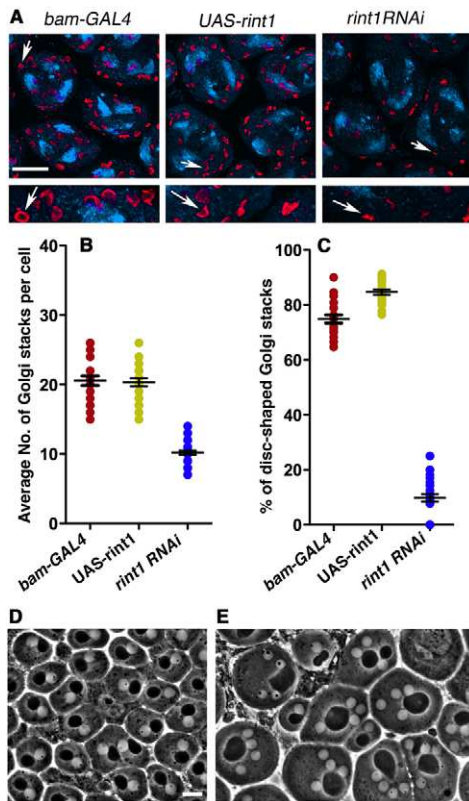 A
bam-GAL4 UAS-rint1 rint1RNAi
B
Average No. of Golgi stacks per cell
40
30
20
10
0
bam-GAL4
UAS-rint1
rint1 RNAi
C
% of disc-shaped Golgi stacks
100
80
60
40
20
0
bam-GAL4
UAS-rint1
rint1 RNAi
D
E